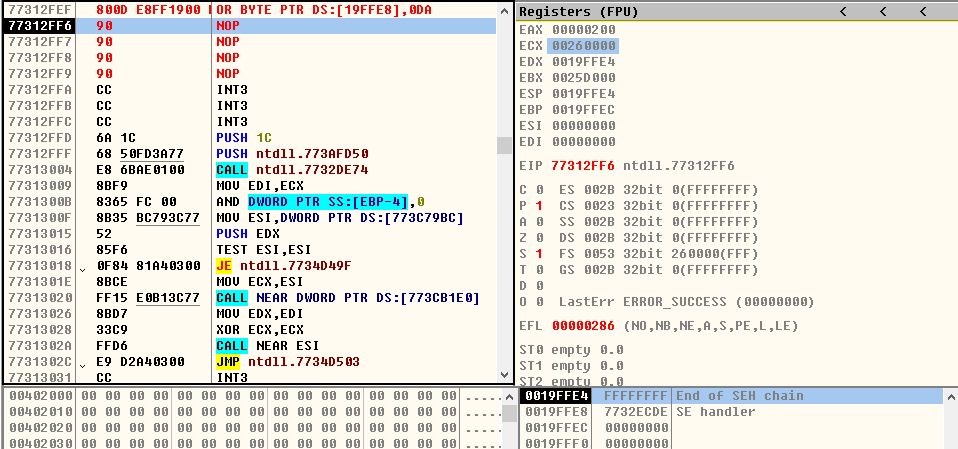 77312FEF 800D E8FF1900 OR BYTE PTR DS:[19FFE8],0DA
77312FF6 90 NOP
77312FF7 90 NOP
77312FF8 90 NOP
77312FF9 90 NOP
77312FFA CC INT3
77312FFB CC INT3
77312FFC CC INT3
77312FFD 6A 1C PUSH 1C
77312FFF 68 50FD3A77 PUSH ntdll.773AFD50
77313004 E8 6BAE0100 CALL ntdll.7732DE74
77313009 8BF9 MOV EDI,ECX
7731300B 8365 FC 00 AND DWORD PTR SS:[EBP-4],0
7731300F 8B35 BC793C77 MOV ESI,DWORD PTR DS:[773C79BC]
77313015 52 PUSH EDX
77313016 85F6 TEST ESI,ESI
77313018 0F84 81A40300 JE ntdll.7734D49F
7731301E 8BCE MOV ECX,ESI
77313020 FF15 E0B13C77 CALL NEAR DWORD PTR DS:[773CB1E0]
77313026 8BD7 MOV EDX,EDI
77313028 33C9 XOR ECX,ECX
7731302A FFD6 CALL NEAR ESI
7731302C E9 D2A40300 JMP ntdll.7734D503
77313031 CC INT3
Registers (FPU) < < <
EAX 00000200
ECX 00260000
EDX 0019FFE4
EBX 0025D000
ESP 0019FFE4
EBP 0019FFEC
ESI 00000000
EDI 00000000
EIP 77312FF6 ntdll.77312FF6
C 0 ES 002B 32bit 0(FFFFFFFF)
P 1 CS 0023 32bit 0(FFFFFFFF)
A 0 SS 002B 32bit 0(FFFFFFFF)
Z 0 DS 002B 32bit 0(FFFFFFFF)
S 1 FS 0053 32bit 260000(FFF)
T 0 GS 002B 32bit 0(FFFFFFFF)
D 0
O 0 LastErr ERROR_SUCCESS (00000000)
EFL 00000286 (NO,NB,NE,A,S,PE,L,LE)
ST0 empty 0.0
ST1 empty 0.0
ST2 empty 0.0
00402000 00 00 00 00 00 00 00 00 00 00 00 00 00 00 00 00 .....
00402010 00 00 00 00 00 00 00 00 00 00 00 00 00 00 00 00 .....
00402020 00 00 00 00 00 00 00 00 00 00 00 00 00 00 00 00 .....
00402030 00 00 00 00 00 00 00 00 00 00 00 00 00 00 00 00 .....
0019FFE4 FFFFFFFF End of SEH chain
0019FFE8 7732ECDE SE handler
0019FFEC 00000000
0019FFF0 00000000